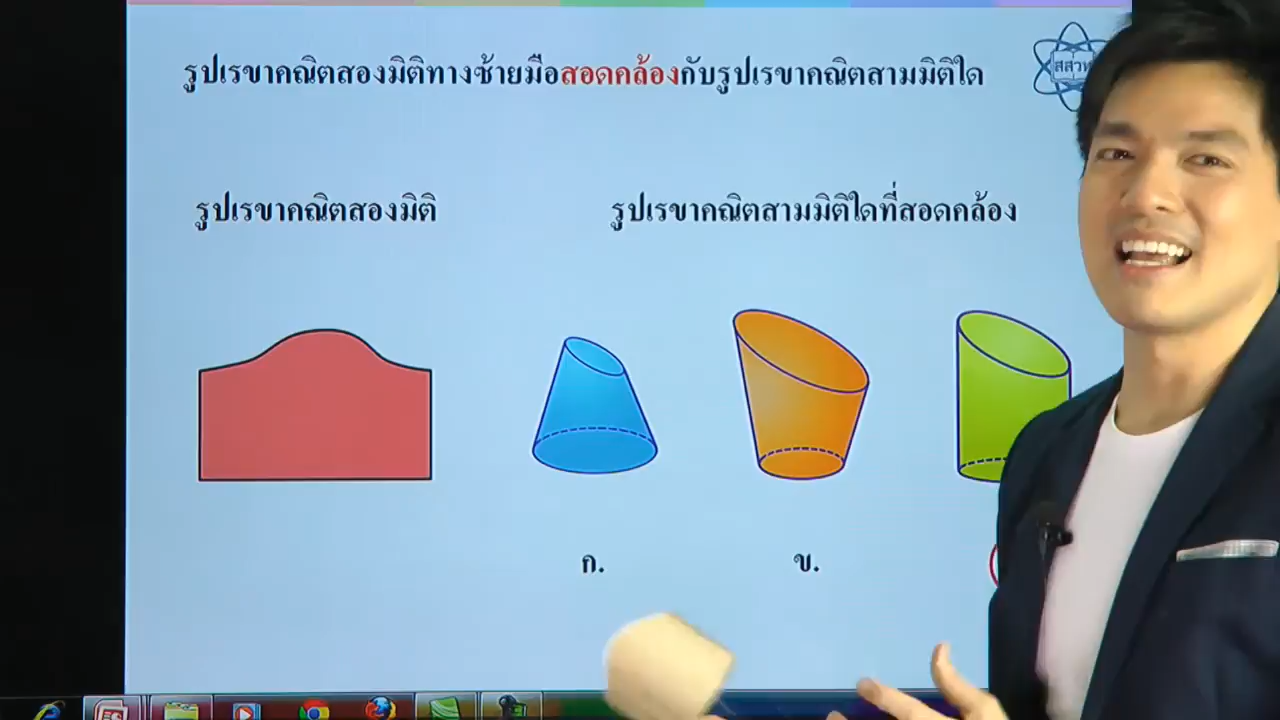 รูปเรขาคณิตสองมิติทางซ้ายมือสอดคล้องกับรูปเรขาคณิตสามมิติใด
สสวท
รูปเรขาคณิตสองมิติ
รูปเรขาคณิตสามมิติใดที่สอดคล้อง
ก.
ข.